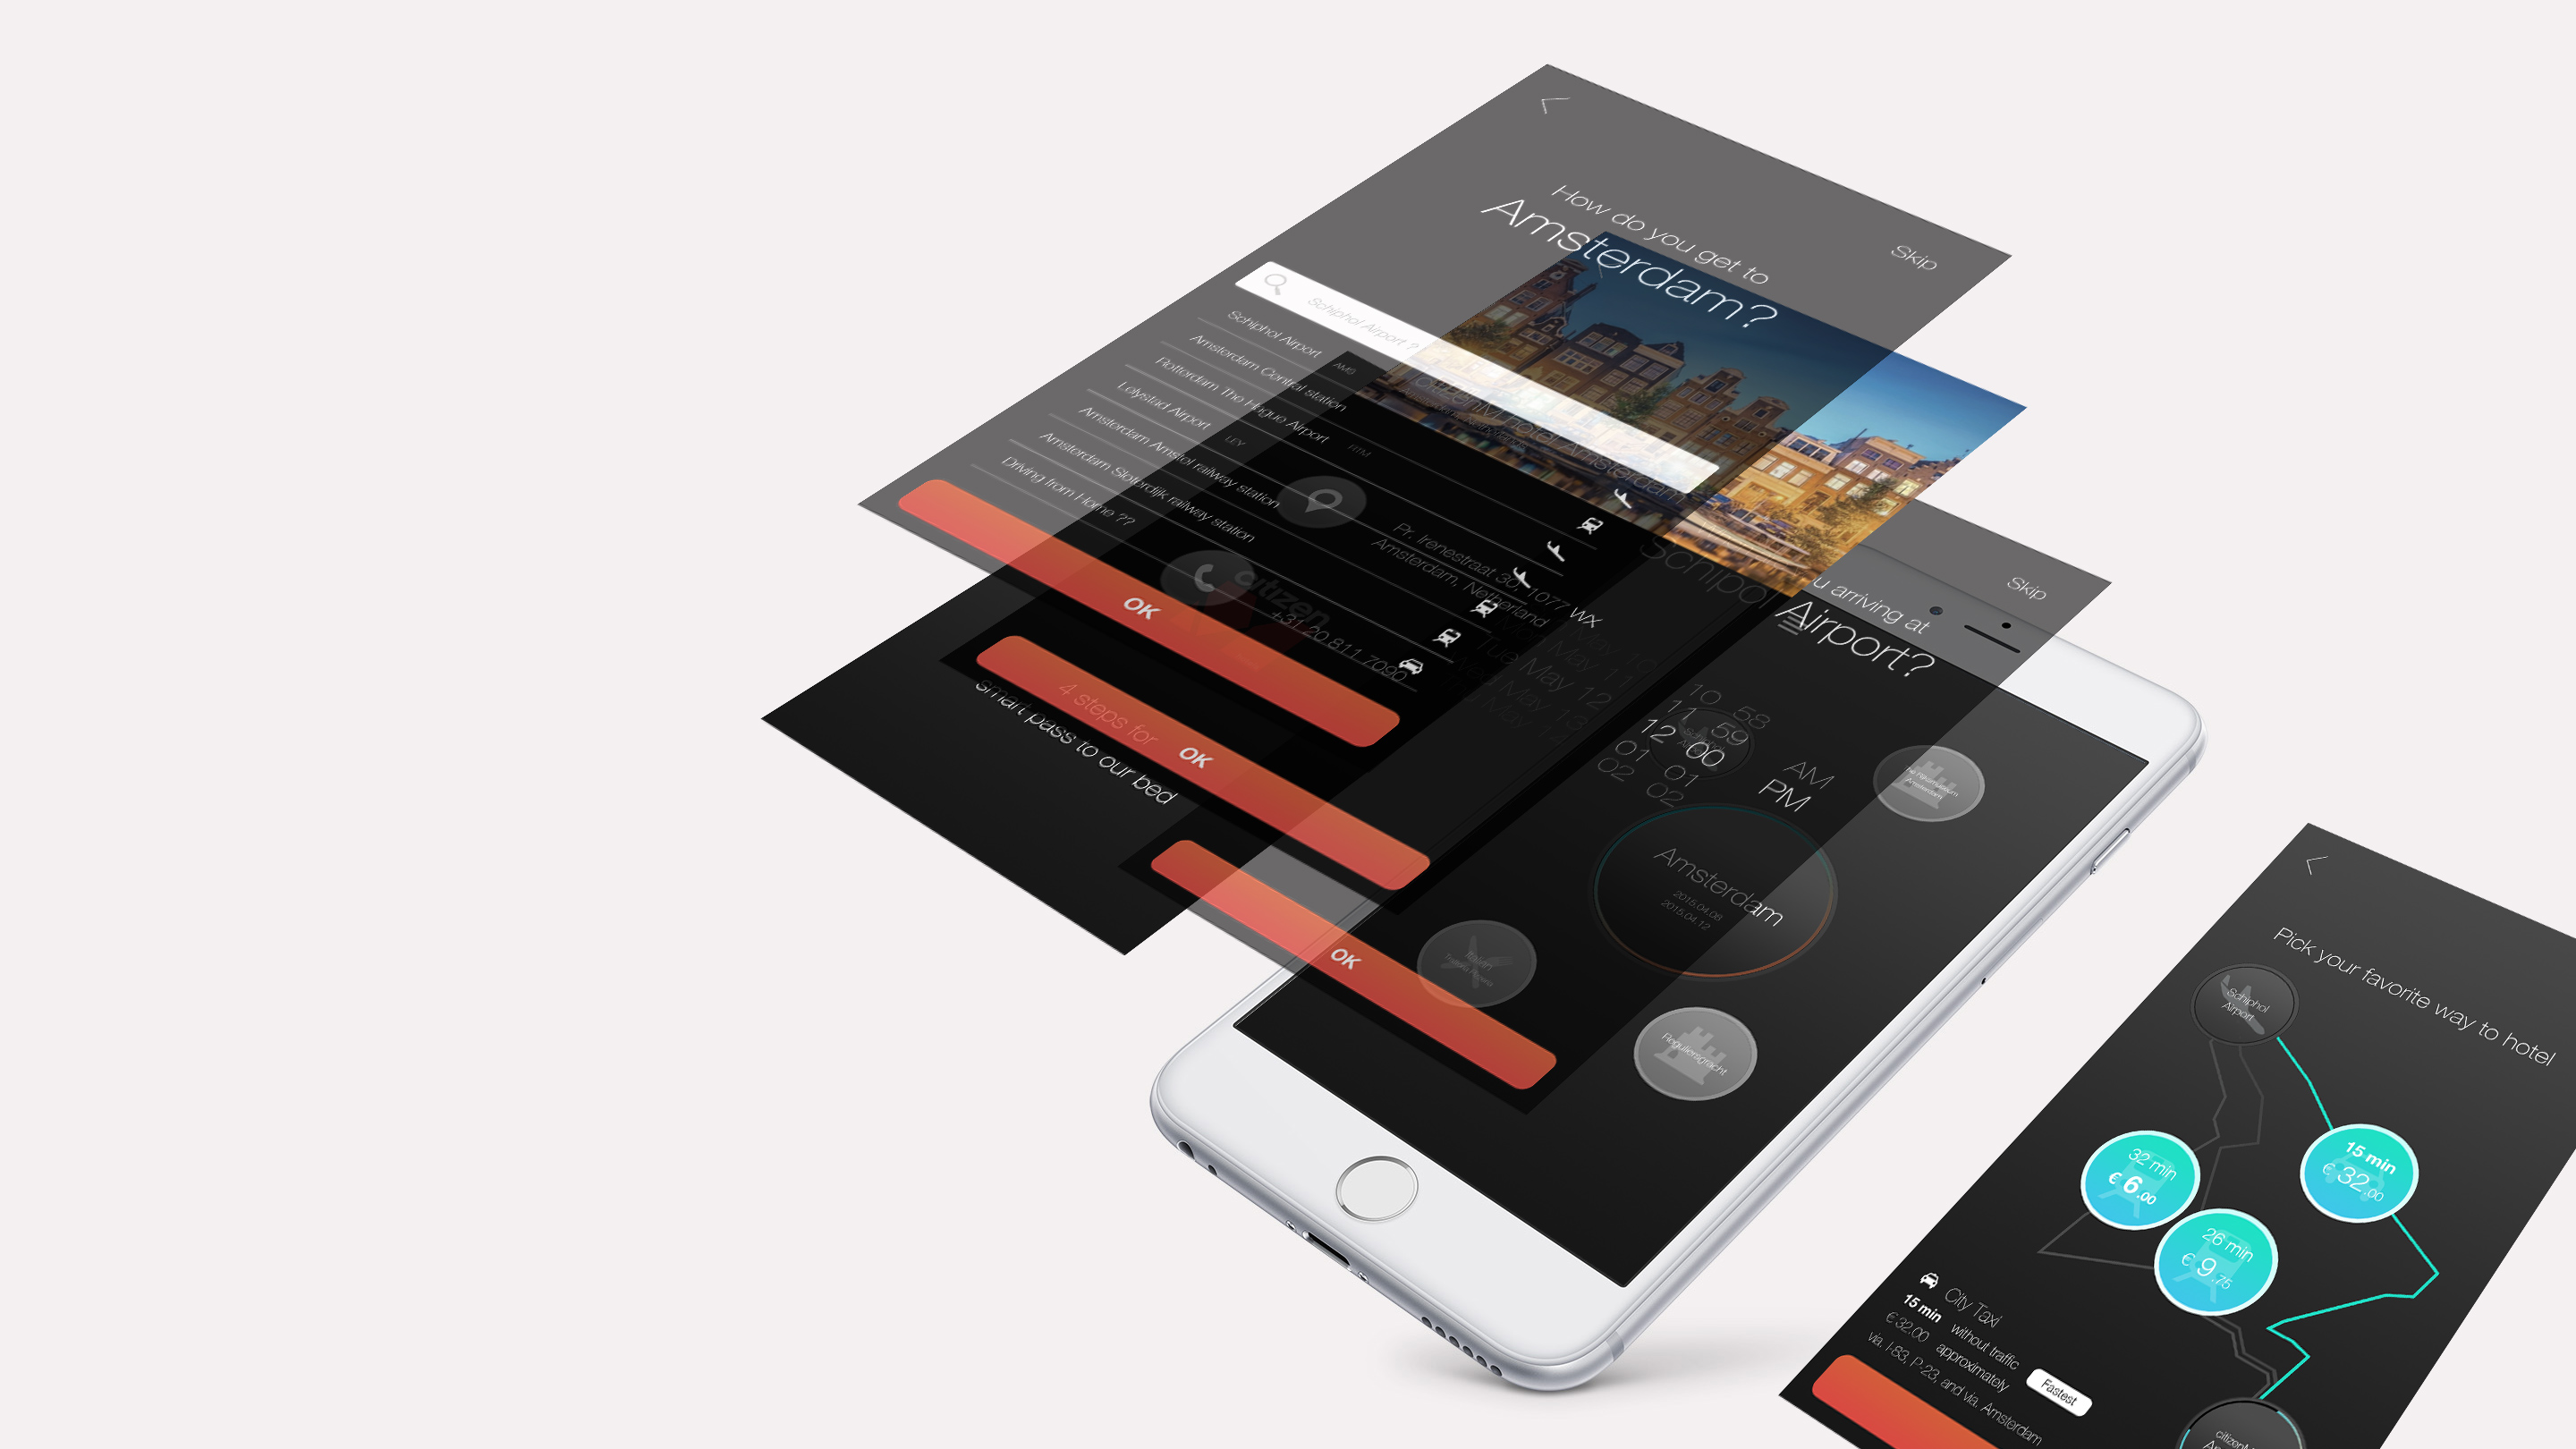 Skip
How do you get to
Amsterdam?
Schiphol Airport ?
Schiphol Airport AMS
Amsterdam Central station
Rotterdam The Hague Airport RTM
Lelystad Airport LEY
Amsterdam Amstel railway station
Amsterdam Sloterdijk railway station
Driving from Home ??
OK
CitizenM Hotel Amsterdam
Pr. Irenestraat 30, 1077 WX
Amsterdam, Netherland
+31 20 811 7090
OK
citizen
4 steps for
smart pass to our bed
Skip
u arriving at
Schipol Airport?
May 11
Tue May 12
Wed May 13
10 58
11 59
12 00
01 01
02 02
AM
PM
OK
Amsterdam
2015.04.08
2015.04.12
Italian
Reguliersgracht
Pick your favorite way to hotel
Schiphol
Airport
15 min
€ 32.00
32 min
€ 6.00
26 min
€ 9.75
City Taxi
15 min without traffic
€ 32.00 approximately
via. I-83, P-23, and via. Amsterdam
Fastest